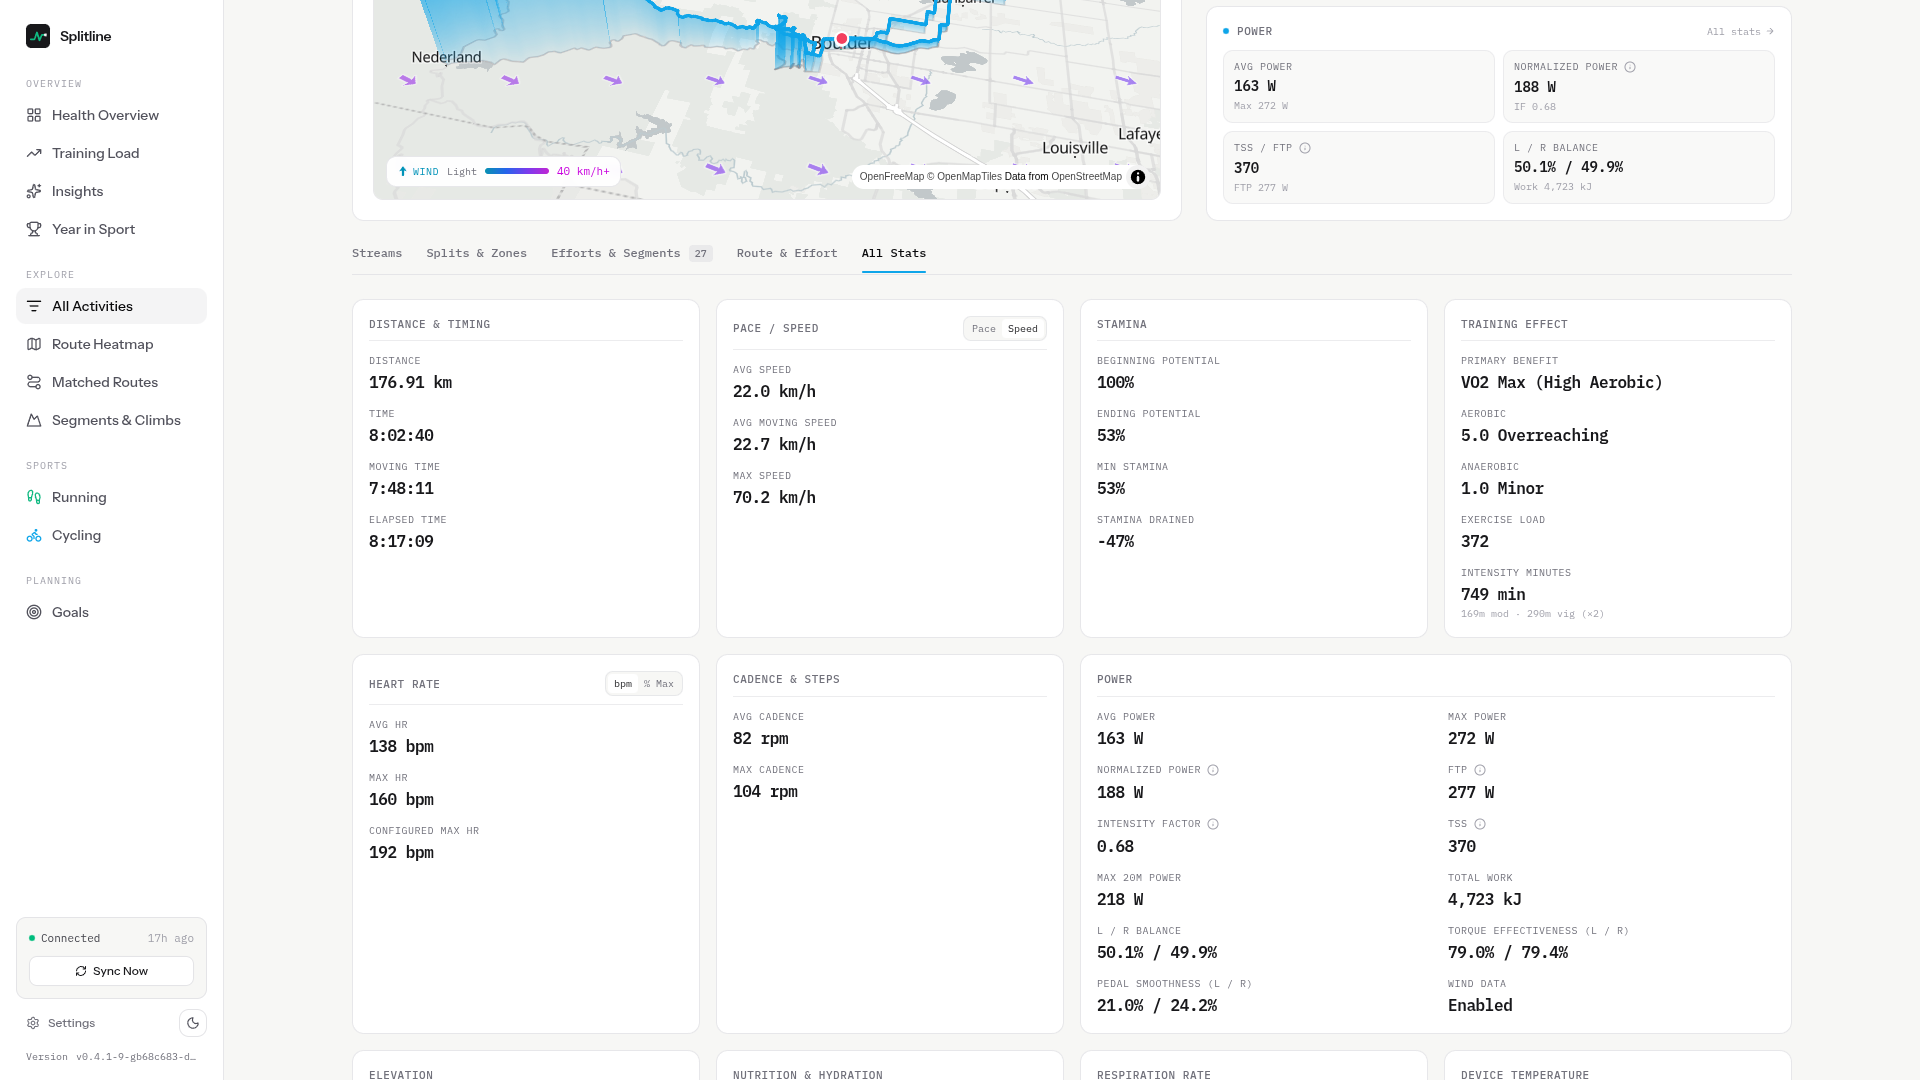 Splitline
OVERVIEW
Health Overview
Training Load
Insights
Year in Sport
EXPLORE
All Activities
Route Heatmap
Matched Routes
Segments & Climbs
SPORTS
Running
Cycling
PLANNING
Goals
Connected 17h ago
Sync Now
Settings
Version v0.4.1-9-gb68c683-d…
Nederland
Boulder
Louisville
WIND Light 40 km/h+
OpenFreeMap © OpenMapTiles Data from OpenStreetMap
POWER All stats →
AVG POWER
163 W
Max 272 W
NORMALIZED POWER
188 W
IF 0.68
TSS / FTP
370
FTP 277 W
L / R BALANCE
50.1% / 49.9%
Work 4,723 kJ
Streams Splits & Zones Efforts & Segments 27 Route & Effort All Stats
DISTANCE & TIMING
DISTANCE
176.91 km
TIME
8:02:40
MOVING TIME
7:48:11
ELAPSED TIME
8:17:09
PACE / SPEED Pace Speed
AVG SPEED
22.0 km/h
AVG MOVING SPEED
22.7 km/h
MAX SPEED
70.2 km/h
STAMINA
BEGINNING POTENTIAL
100%
ENDING POTENTIAL
53%
MIN STAMINA
53%
STAMINA DRAINED
-47%
TRAINING EFFECT
PRIMARY BENEFIT
VO2 Max (High Aerobic)
AEROBIC
5.0 Overreaching
ANAEROBIC
1.0 Minor
EXERCISE LOAD
372
INTENSITY MINUTES
749 min
169m mod · 290m vig (×2)
HEART RATE bpm % Max
AVG HR
138 bpm
MAX HR
160 bpm
CONFIGURED MAX HR
192 bpm
CADENCE & STEPS
AVG CADENCE
82 rpm
MAX CADENCE
104 rpm
POWER
AVG POWER
163 W
MAX POWER
272 W
NORMALIZED POWER
188 W
FTP
277 W
INTENSITY FACTOR
0.68
TSS
370
MAX 20M POWER
218 W
TOTAL WORK
4,723 kJ
L / R BALANCE
50.1% / 49.9%
TORQUE EFFECTIVENESS (L / R)
79.0% / 79.4%
PEDAL SMOOTHNESS (L / R)
21.0% / 24.2%
WIND DATA
Enabled
ELEVATION
NUTRITION & HYDRATION
RESPIRATION RATE
DEVICE TEMPERATURE